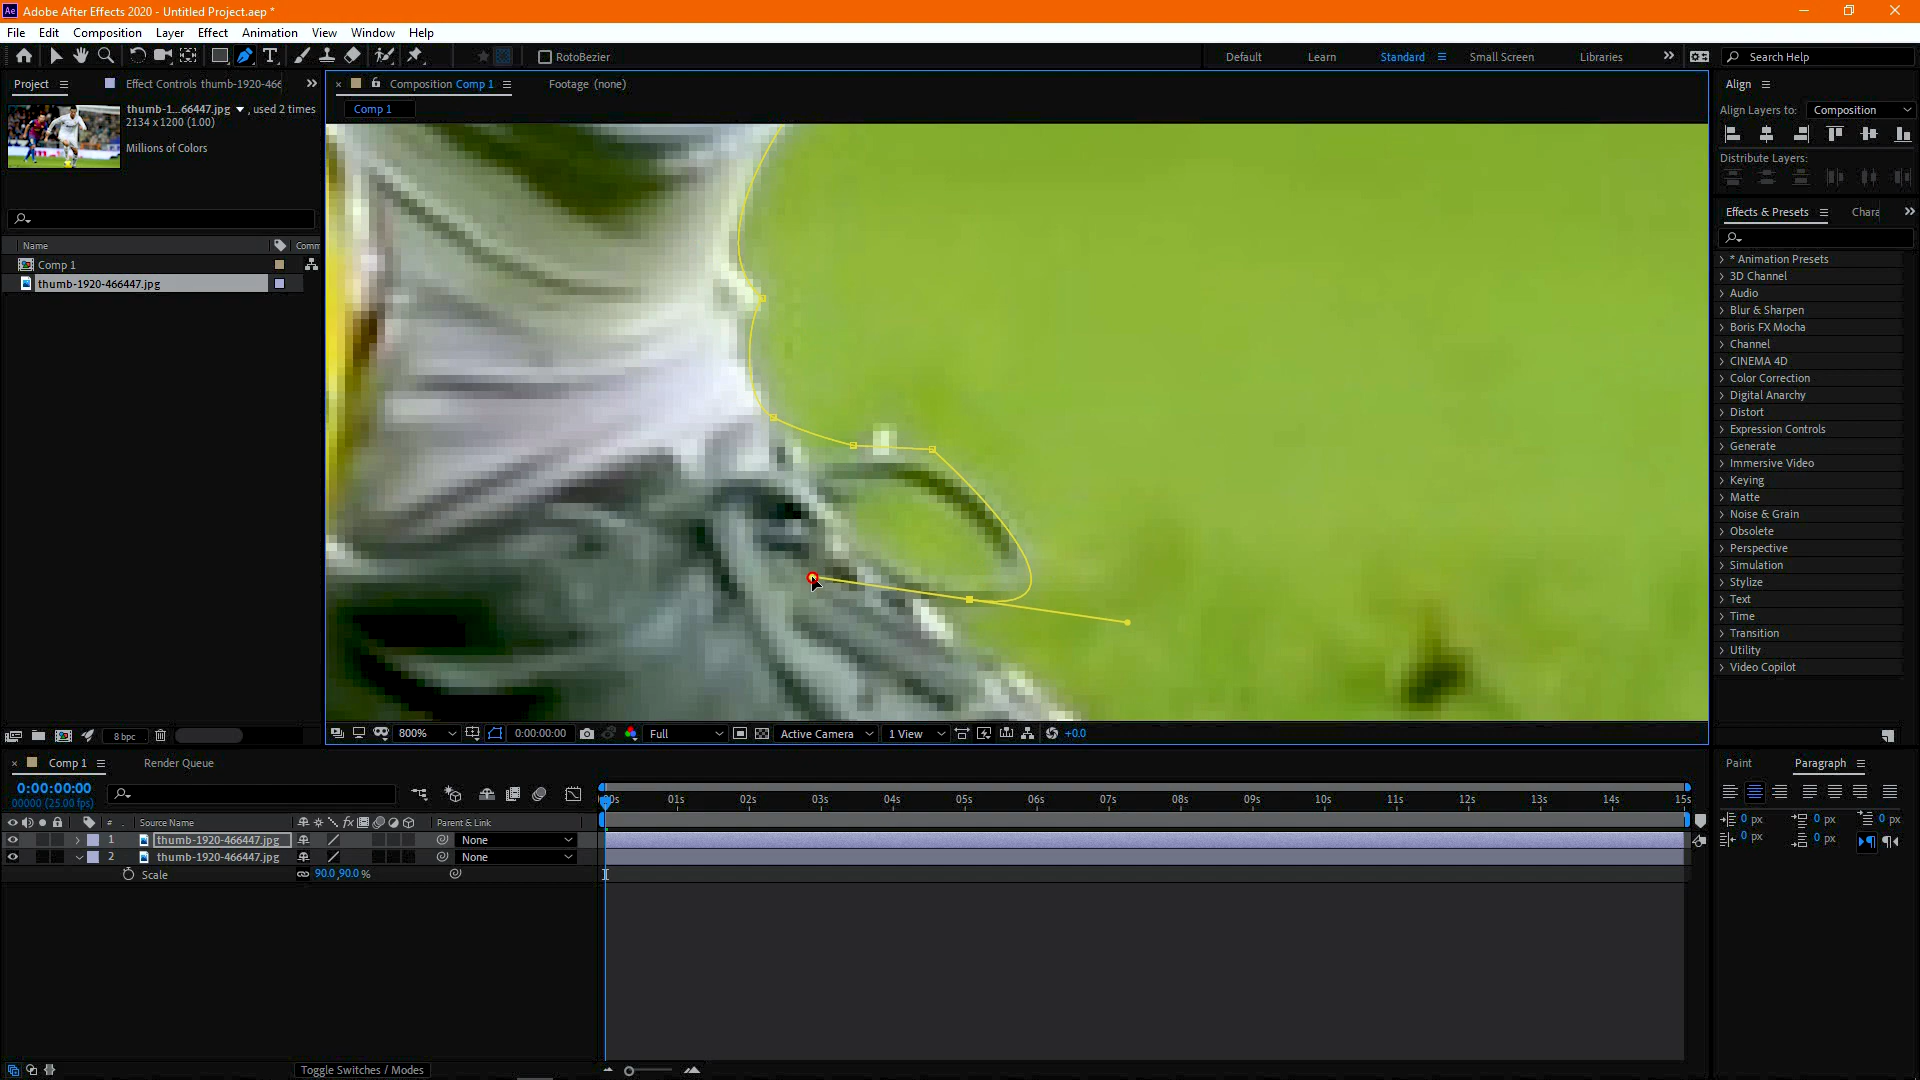 Ae Adobe After Effects 2020 - Untitled Project.aep *
File Edit Composition Layer Effect Animation View Window Help
RotoBezier
Default Learn Standard Small Screen Libraries
Search Help
Project Effect Controls thumb-1920-466
thumb-1...66447.jpg , used 2 times
2134 x 1200 (1.00)
Millions of Colors
Name Comm
Comp 1
thumb-1920-466447.jpg
8 bpc
Composition Comp 1 Footage (none)
Comp 1
800% 0:00:00:00 Full Active Camera 1 View +0.0
Align
Align Layers to: Composition
Distribute Layers:
Effects & Presets Chara
* Animation Presets
3D Channel
Audio
Blur & Sharpen
Boris FX Mocha
Channel
CINEMA 4D
Color Correction
Digital Anarchy
Distort
Expression Controls
Generate
Immersive Video
Keying
Matte
Noise & Grain
Obsolete
Perspective
Simulation
Stylize
Text
Time
Transition
Utility
Video Copilot
Comp 1 Render Queue
0:00:00:00
00000 (25.00 fps)
# Source Name fx Parent & Link
1 thumb-1920-466447.jpg None
2 thumb-1920-466447.jpg None
Scale 90.0,90.0 %
00s 01s 02s 03s 04s 05s 06s 07s 08s 09s 10s 11s 12s 13s 14s 15s
Toggle Switches / Modes
Paint Paragraph
0 px 0 px 0 px
0 px 0 px